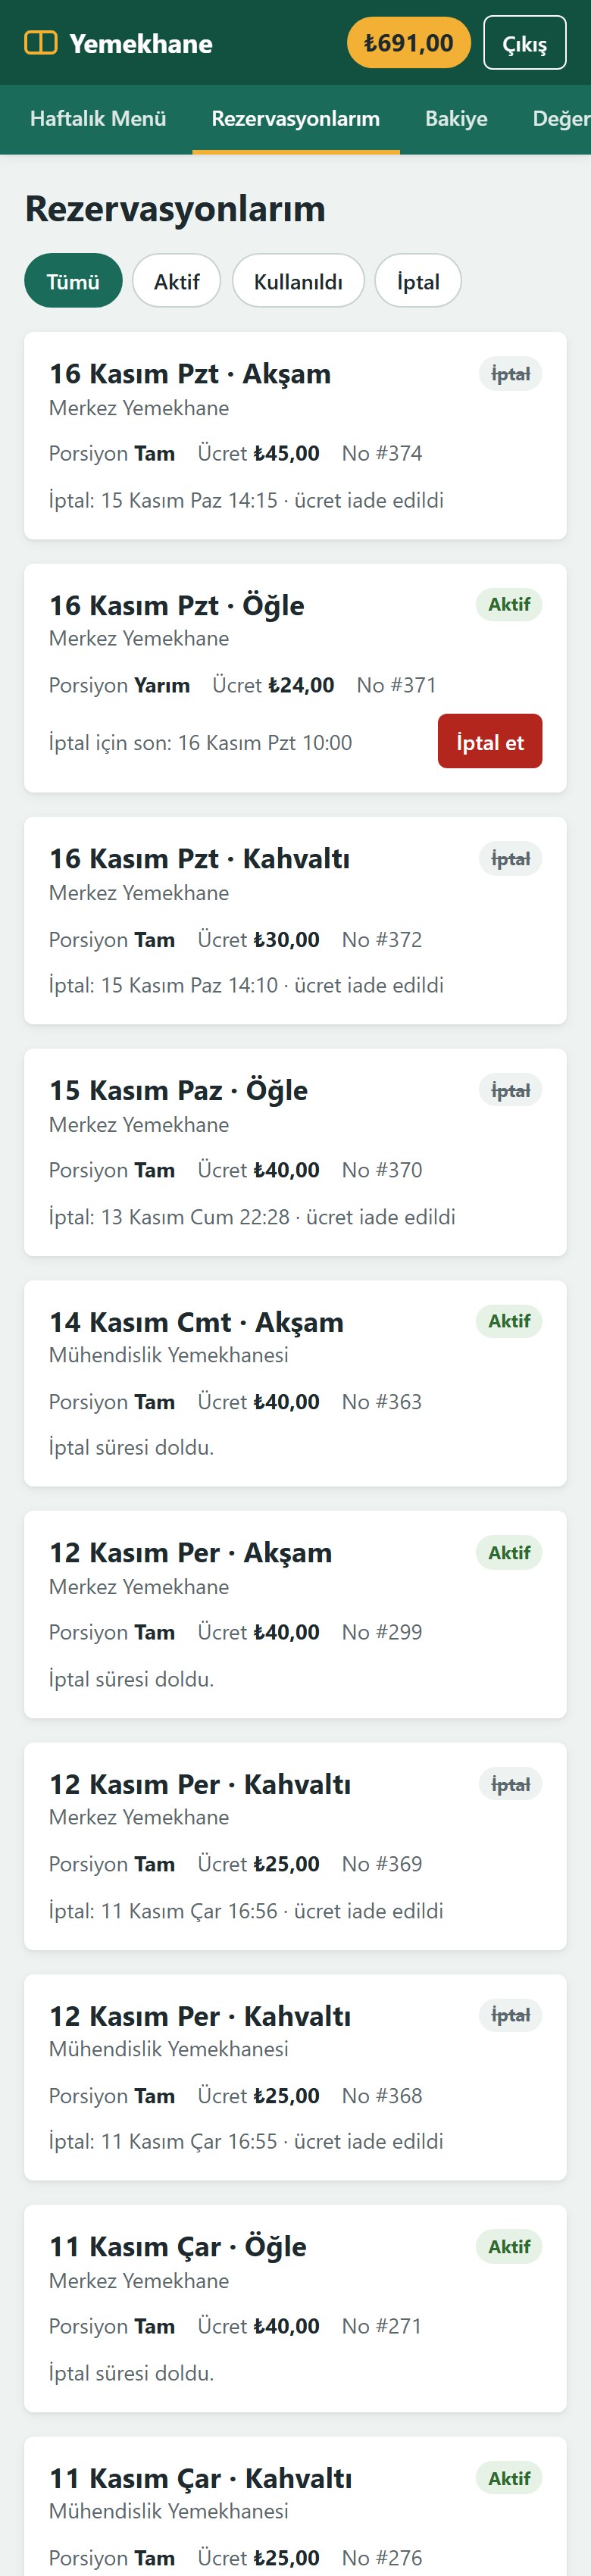 Yemekhane
₺691,00
Çıkış
Haftalık Menü Rezervasyonlarım Bakiye Değer
Rezervasyonlarım
Tümü Aktif Kullanıldı İptal
16 Kasım Pzt · Akşam İptal
Merkez Yemekhane
Porsiyon Tam Ücret ₺45,00 No #374
İptal: 15 Kasım Paz 14:15 · ücret iade edildi
16 Kasım Pzt · Öğle Aktif
Merkez Yemekhane
Porsiyon Yarım Ücret ₺24,00 No #371
İptal için son: 16 Kasım Pzt 10:00 İptal et
16 Kasım Pzt · Kahvaltı İptal
Merkez Yemekhane
Porsiyon Tam Ücret ₺30,00 No #372
İptal: 15 Kasım Paz 14:10 · ücret iade edildi
15 Kasım Paz · Öğle İptal
Merkez Yemekhane
Porsiyon Tam Ücret ₺40,00 No #370
İptal: 13 Kasım Cum 22:28 · ücret iade edildi
14 Kasım Cmt · Akşam Aktif
Mühendislik Yemekhanesi
Porsiyon Tam Ücret ₺40,00 No #363
İptal süresi doldu.
12 Kasım Per · Akşam Aktif
Merkez Yemekhane
Porsiyon Tam Ücret ₺40,00 No #299
İptal süresi doldu.
12 Kasım Per · Kahvaltı İptal
Merkez Yemekhane
Porsiyon Tam Ücret ₺25,00 No #369
İptal: 11 Kasım Çar 16:56 · ücret iade edildi
12 Kasım Per · Kahvaltı İptal
Mühendislik Yemekhanesi
Porsiyon Tam Ücret ₺25,00 No #368
İptal: 11 Kasım Çar 16:55 · ücret iade edildi
11 Kasım Çar · Öğle Aktif
Merkez Yemekhane
Porsiyon Tam Ücret ₺40,00 No #271
İptal süresi doldu.
11 Kasım Çar · Kahvaltı Aktif
Mühendislik Yemekhanesi
Porsiyon Tam Ücret ₺25,00 No #276